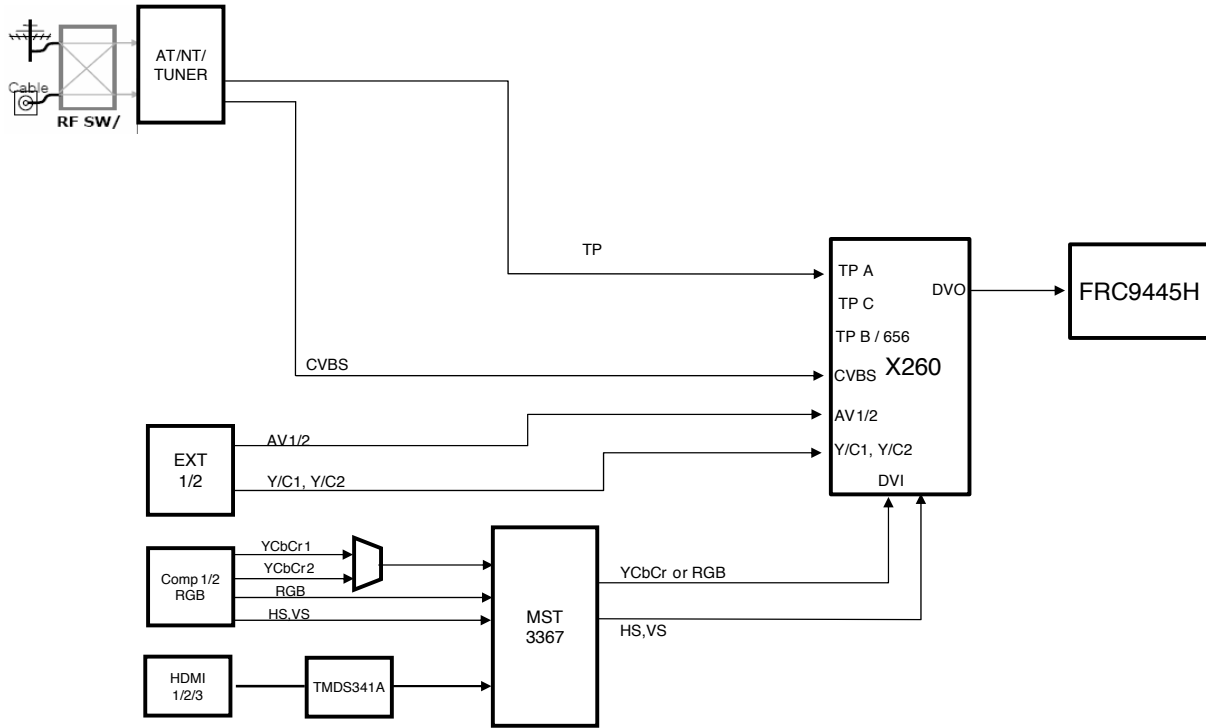 Cable
RF SW/
AT/NT/
TUNER
TP
CVBS
TP A
TP C
TP B / 656
X260
CVBS
AV1/2
Y/C1, Y/C2
DVI
DVO
FRC9445H
EXT
1/2
AV1/2
Y/C1, Y/C2
Comp 1/2
RGB
YCbCr1
YCbCr2
RGB
HS,VS
MST
3367
YCbCr or RGB
HS,VS
HDMI
1/2/3
TMDS341A